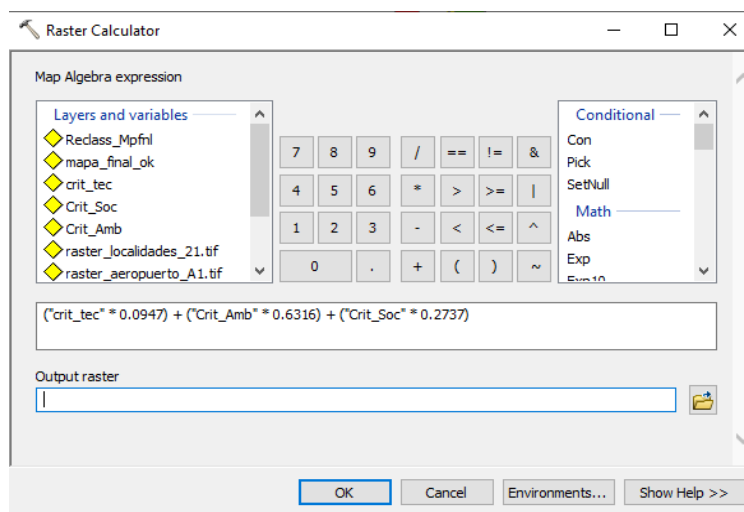 Raster Calculator
Map Algebra expression
Layers and variables
Reclass_Mpfnl
mapa_final_ok
crit_tec
Crit_Soc
Crit_Amb
raster_localidades_21.tif
raster_aeropuerto_A1.tif
7 8 9 / == != &
4 5 6 * > >= |
1 2 3 - < <= ^
0 . + ( ) ~
Conditional
Con
Pick
SetNull
Math
Abs
Exp
Exp10
("crit_tec" * 0.0947) + ("Crit_Amb" * 0.6316) + ("Crit_Soc" * 0.2737)
Output raster
OK Cancel Environments... Show Help >>